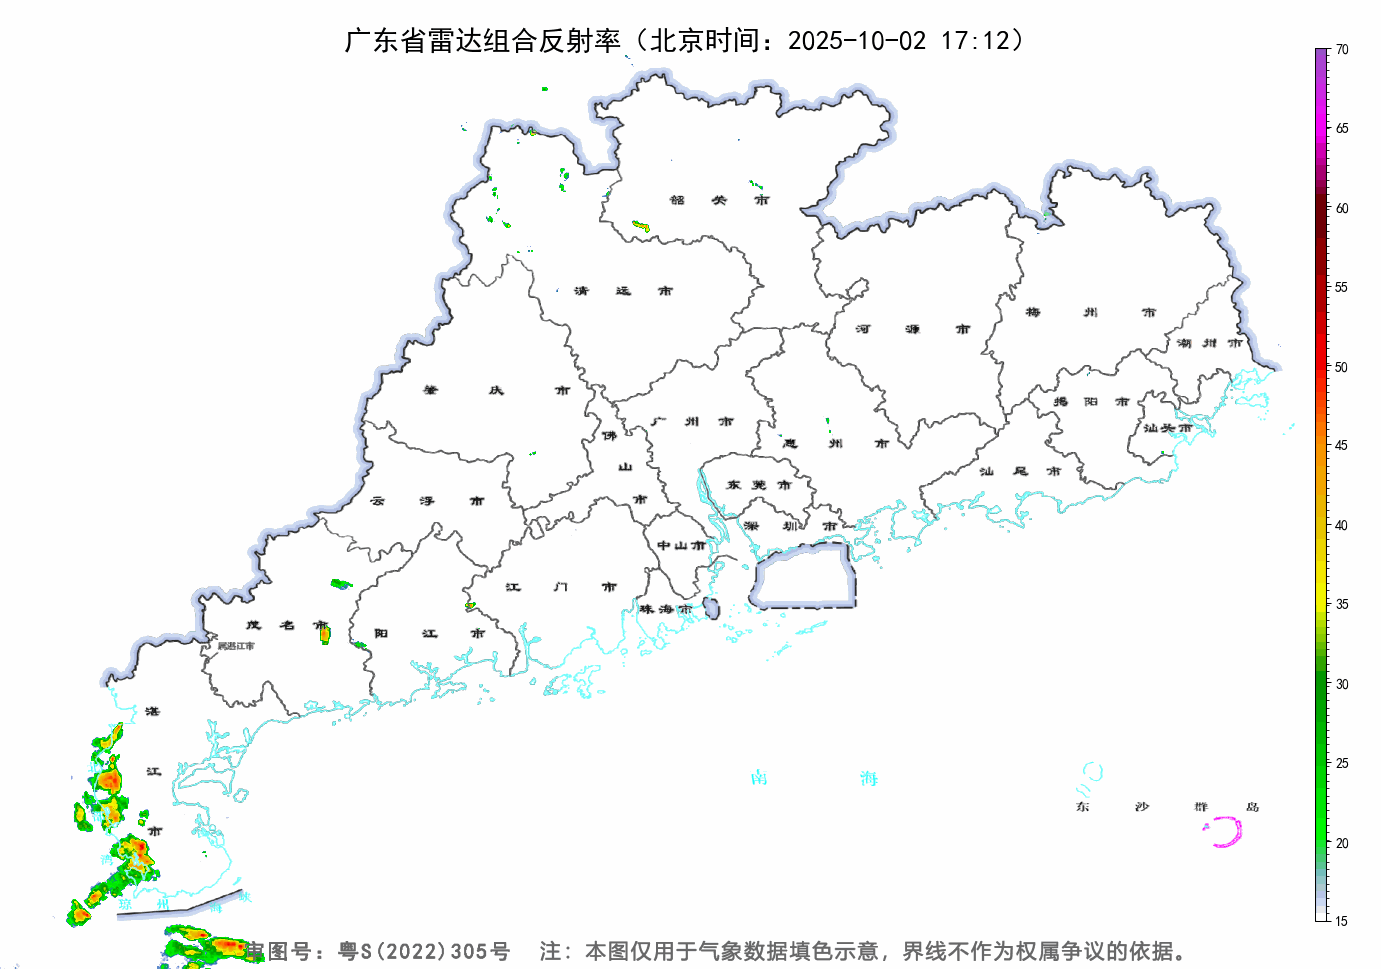 广东省雷达组合反射率（北京时间：2025-10-02 17:12）
70
65
60
55
50
45
40
35
30
25
20
15
韶关市
清远市
河源市
梅州市
潮州市
肇庆市
广州市
佛山市
惠州市
揭阳市
汕头市
汕尾市
云浮市
东莞市
深圳市
中山市
江门市
珠海市
茂名市
阳江市
属湛江市
湛江市
南海
东沙群岛
琼州海峡
审图号：粤S(2022)305号 注：本图仅用于气象数据填色示意，界线不作为权属争议的依据。